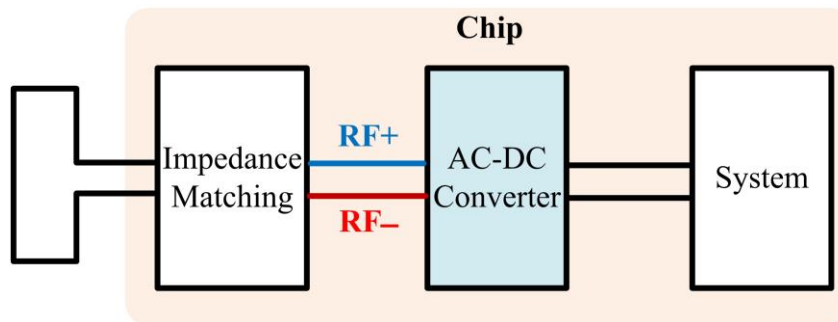 Chip
Impedance
Matching
RF+
RF–
AC-DC
Converter
System